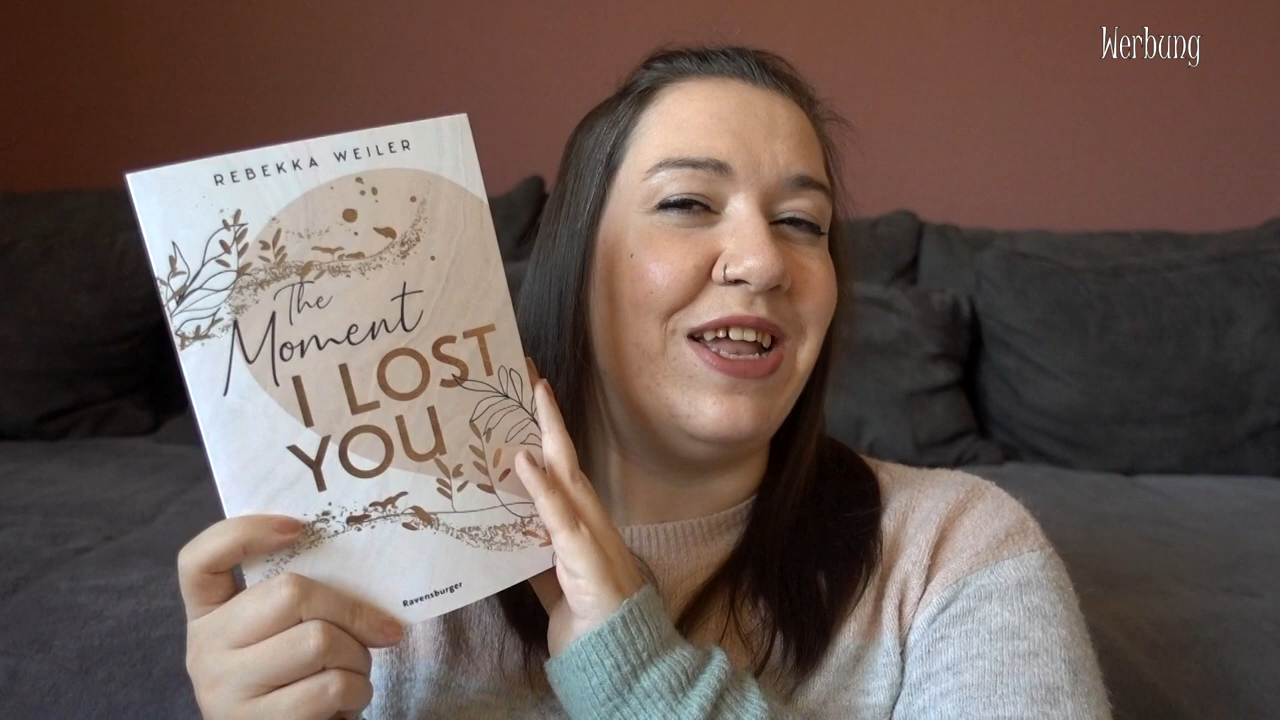 Werbung
REBEKKA WEILER
The
Moment
I LOST
YOU
Ravensburger